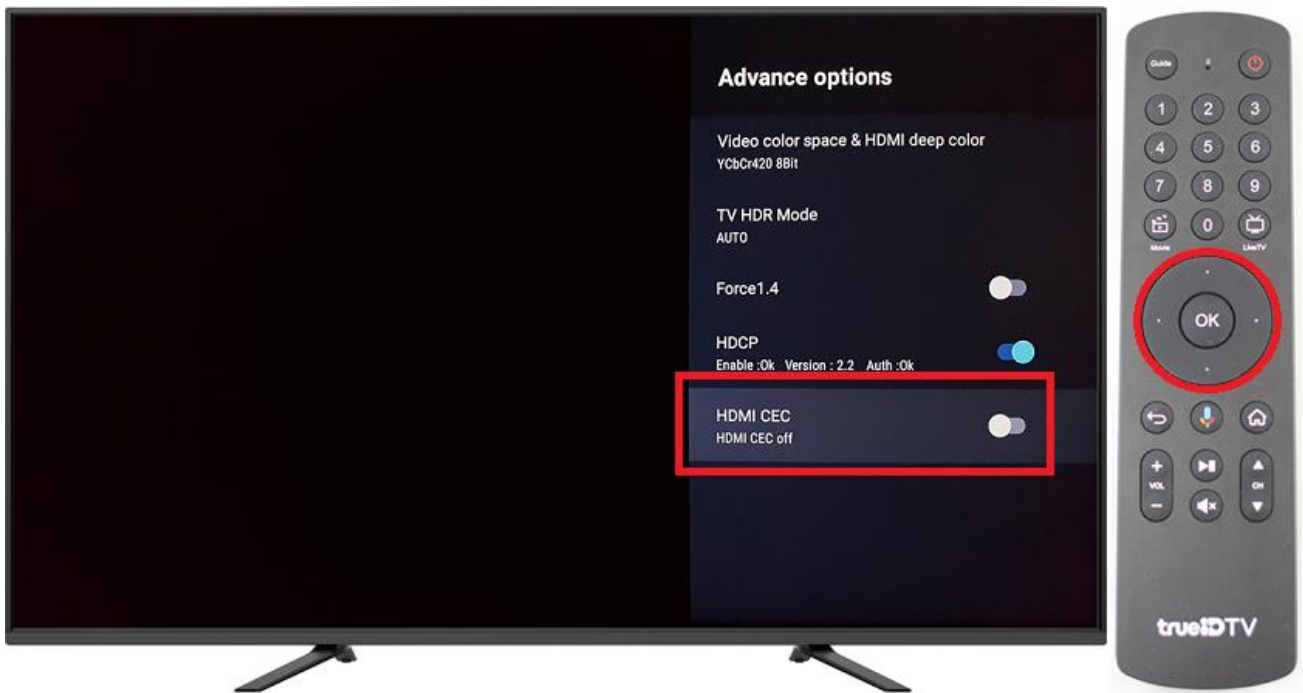 Advance options
Video color space & HDMI deep color
YCbCr420 8Bit
TV HDR Mode
AUTO
Force1.4
HDCP
Enable :Ok Version : 2.2 Auth :Ok
HDMI CEC
HDMI CEC off
Guide
1 2 3
4 5 6
7 8 9
0
Movie LiveTV
OK
+
VOL CH
-
trueIDTV